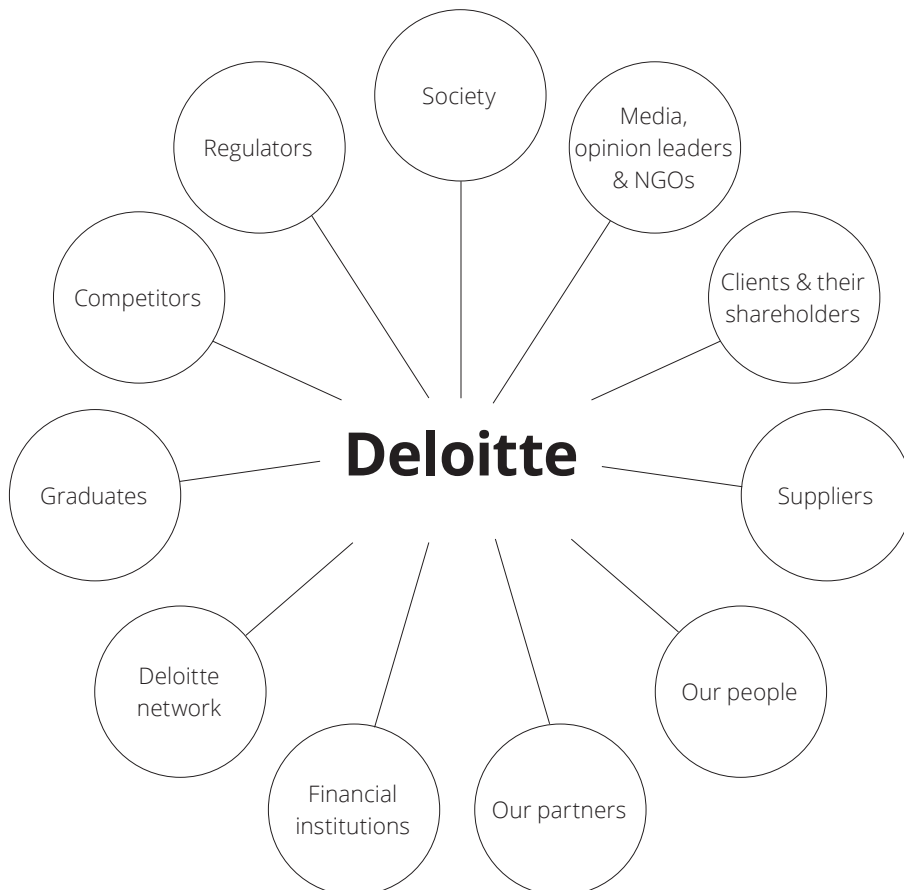 Society
Media,
opinion leaders
& NGOs
Regulators
Clients & their
shareholders
Competitors
Deloitte
Graduates
Suppliers
Deloitte
network
Our people
Financial
institutions
Our partners